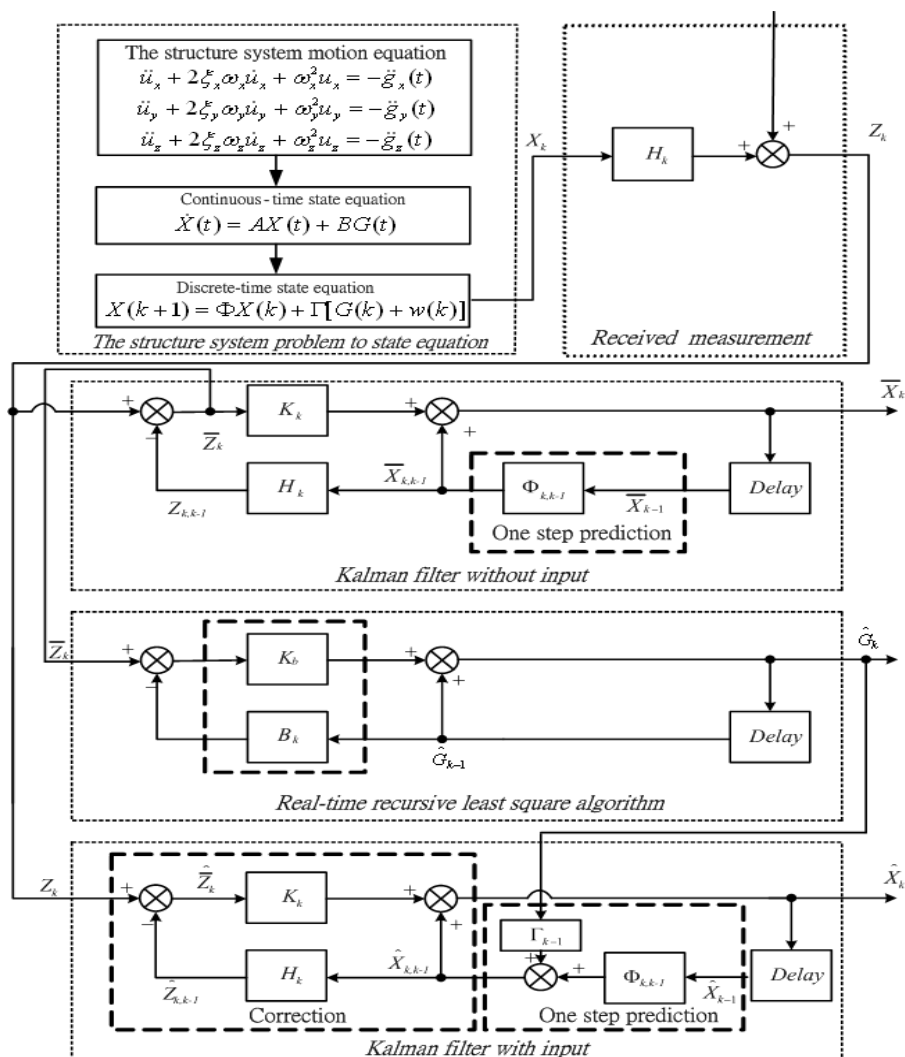 The structure system motion equation
ü_x + 2ξ_xω_xu̇_x + ω_x²u_x = −g̈_x(t)
ü_y + 2ξ_yω_yu̇_y + ω_y²u_y = −g̈_y(t)
ü_z + 2ξ_zω_zu̇_z + ω_z²u_z = −g̈_z(t)
Continuous-time state equation
Ẋ(t) = AX(t) + BG(t)
Discrete-time state equation
X(k+1) = ΦX(k) + Γ[G(k) + w(k)]
The structure system problem to state equation
X_k
H_k
+
+
Z_k
Received measurement
+
−
Z̅_k
K_k
+
+
X̅_k
H_k
Z_{k,k-1}
X̅_{k,k-1}
Φ_{k,k-1}
X̅_{k−1}
Delay
One step prediction
Kalman filter without input
Z̅_k
+
−
K_b
+
+
Ĝ_k
B_k
Ĝ_{k−1}
Delay
Real-time recursive least square algorithm
Z_k
+
−
Z̅̂_k
K_k
+
+
X̂_k
Γ_{k−1}
H_k
Ẑ_{k,k-1}
X̂_{k,k-1}
+
+
Φ_{k,k-1}
X̂_{k−1}
Delay
Correction
One step prediction
Kalman filter with input